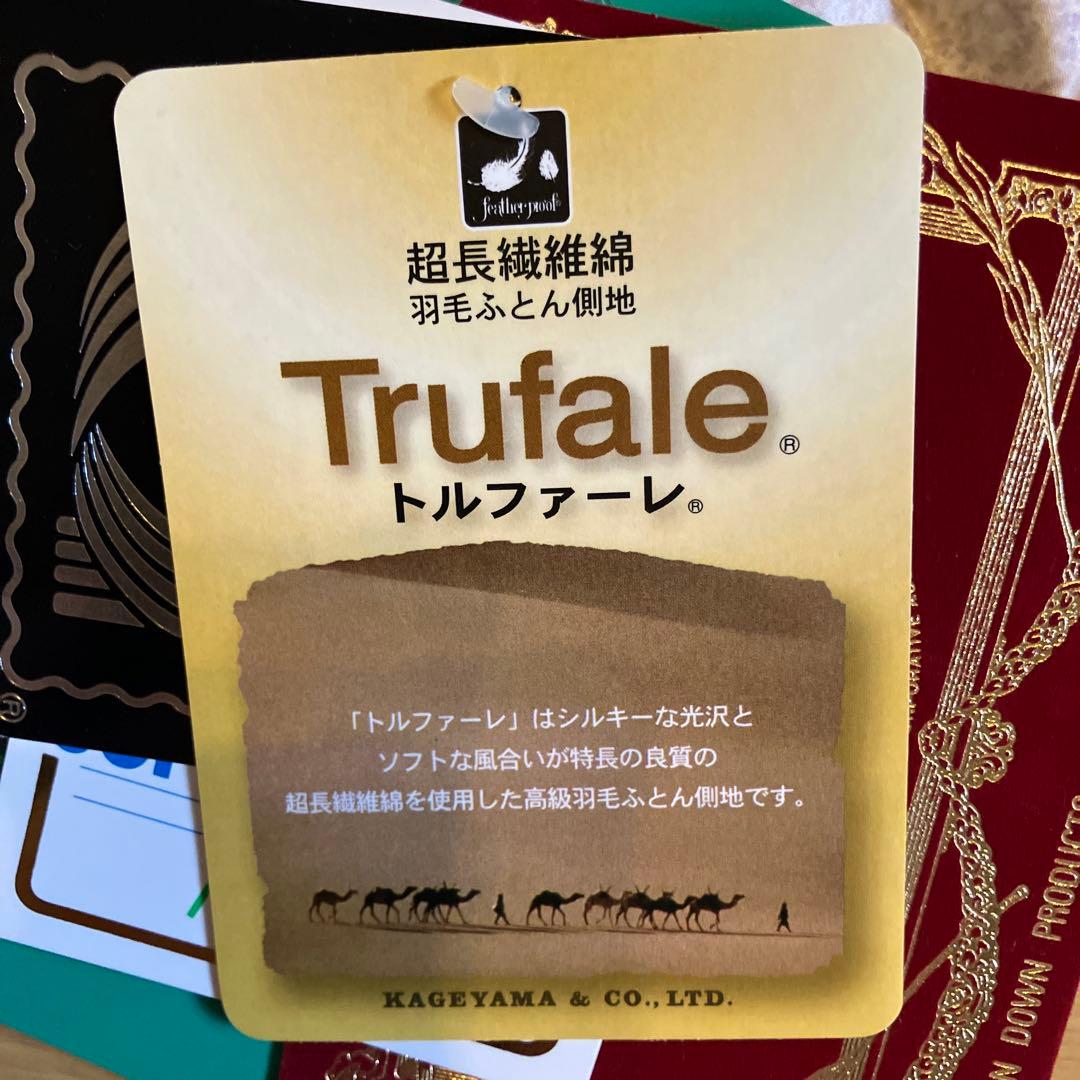 feather-proof®
超長繊維綿
羽毛ふとん側地
Trufale®
トルファーレ®
「トルファーレ」はシルキーな光沢と
ソフトな風合いが特長の良質の
超長繊維綿を使用した高級羽毛ふとん側地です。
KAGEYAMA & CO., LTD.
®
DOWN PRODUCTS